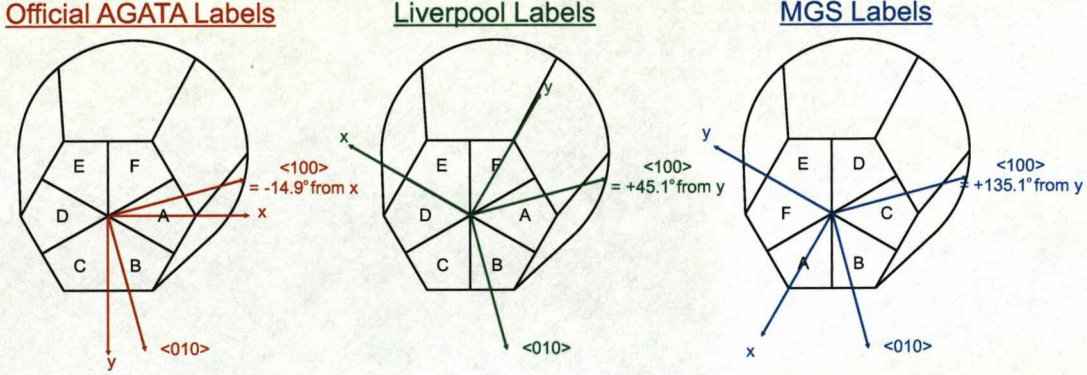 Official AGATA Labels
Liverpool Labels
MGS Labels
E
F
D
A
C
B
<100>
= -14.9° from x
x
y
<010>
x
y
E
F
D
A
C
B
<100>
= +45.1° from y
<010>
y
E
D
F
C
A
B
<100>
= +135.1° from y
x
<010>